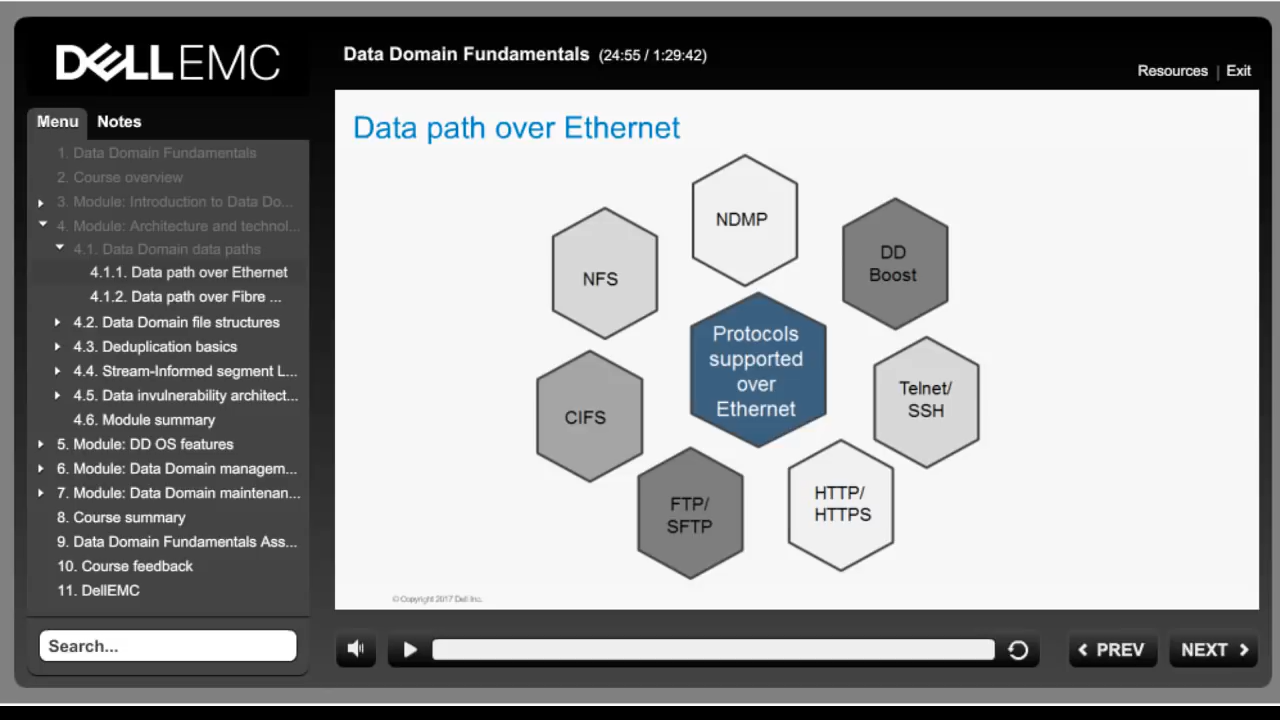 DELLEMC
Data Domain Fundamentals (24:55 / 1:29:42)
Resources | Exit
Menu Notes
1. Data Domain Fundamentals
2. Course overview
3. Module: Introduction to Data Do...
4. Module: Architecture and technol...
4.1. Data Domain data paths
4.1.1. Data path over Ethernet
4.1.2. Data path over Fibre ...
4.2. Data Domain file structures
4.3. Deduplication basics
4.4. Stream-Informed segment L...
4.5. Data invulnerability architect...
4.6. Module summary
5. Module: DD OS features
6. Module: Data Domain managem...
7. Module: Data Domain maintenan...
8. Course summary
9. Data Domain Fundamentals Ass...
10. Course feedback
11. DellEMC
Search...
Data path over Ethernet
NDMP
DD
Boost
NFS
Protocols
supported
over
Ethernet
Telnet/
SSH
CIFS
HTTP/
HTTPS
FTP/
SFTP
© Copyright 2017 Dell Inc.
PREV
NEXT